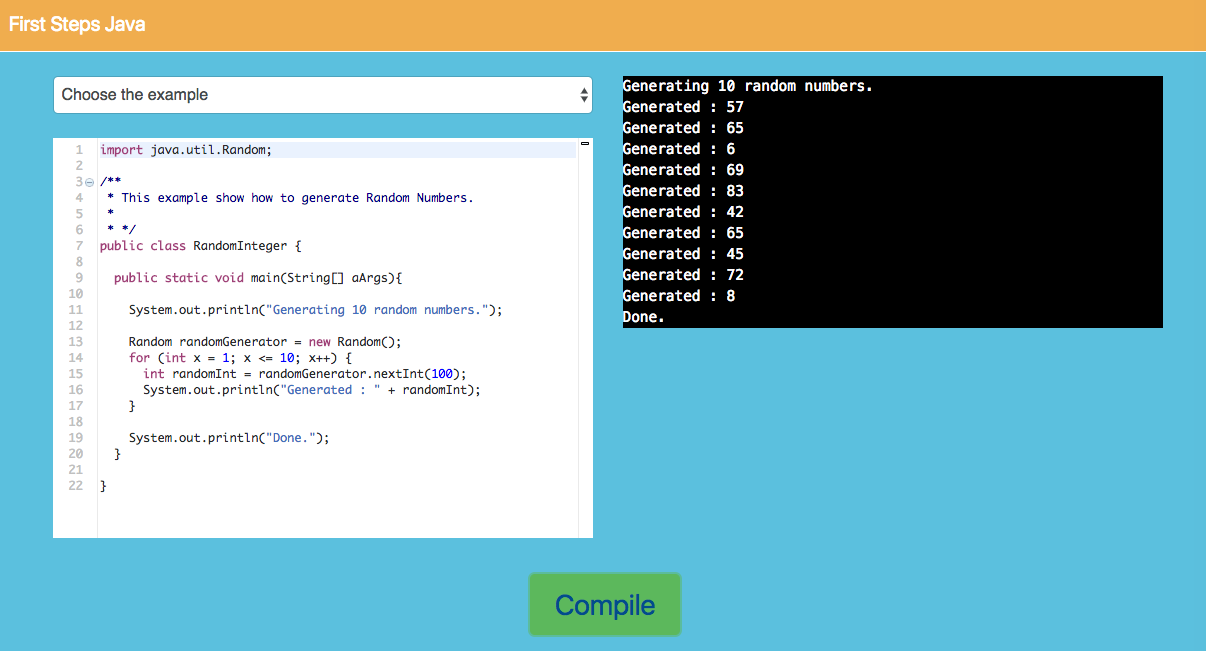 First Steps Java
Choose the example
1 import java.util.Random;
2
3 /**
4  * This example show how to generate Random Numbers.
5  *
6  * */
7 public class RandomInteger {
8
9   public static void main(String[] aArgs){
10
11     System.out.println("Generating 10 random numbers.");
12
13     Random randomGenerator = new Random();
14     for (int x = 1; x <= 10; x++) {
15       int randomInt = randomGenerator.nextInt(100);
16       System.out.println("Generated : " + randomInt);
17     }
18
19     System.out.println("Done.");
20   }
21
22 }
Generating 10 random numbers.
Generated : 57
Generated : 65
Generated : 6
Generated : 69
Generated : 83
Generated : 42
Generated : 65
Generated : 45
Generated : 72
Generated : 8
Done.
Compile